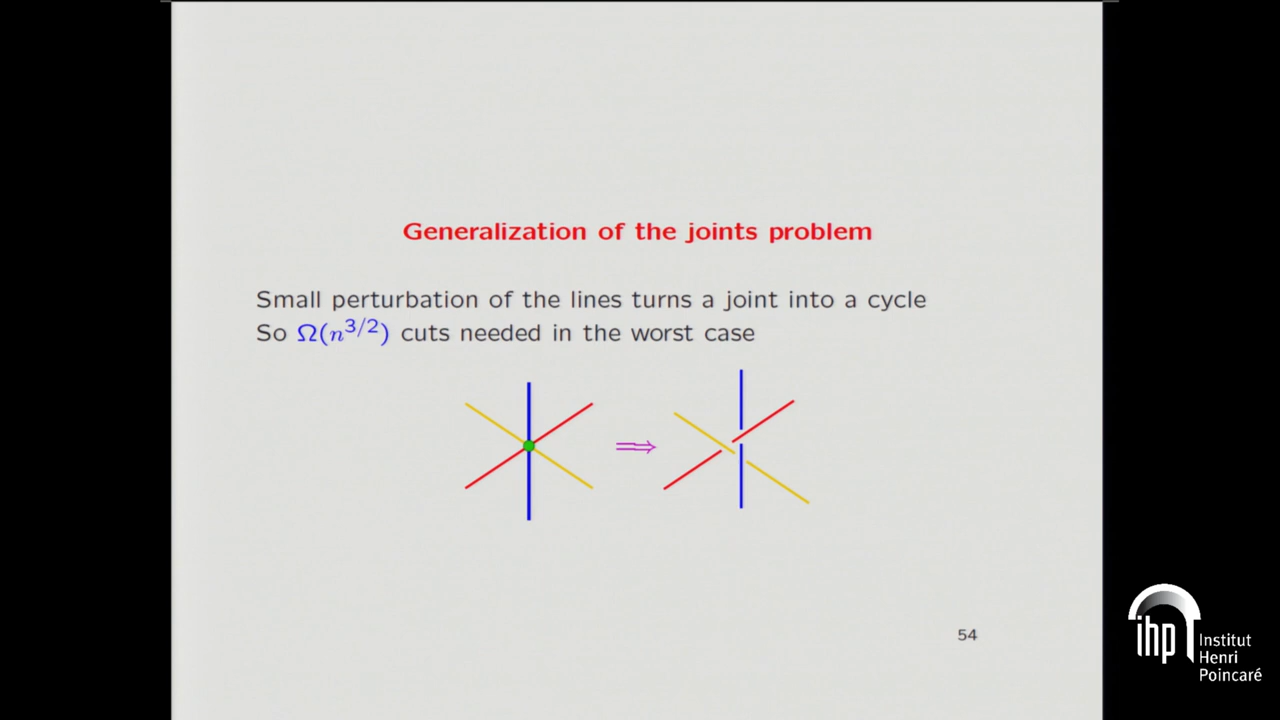 Generalization of the joints problem
Small perturbation of the lines turns a joint into a cycle
So Ω(n^{3/2}) cuts needed in the worst case
54
ihp
Institut
Henri
Poincaré